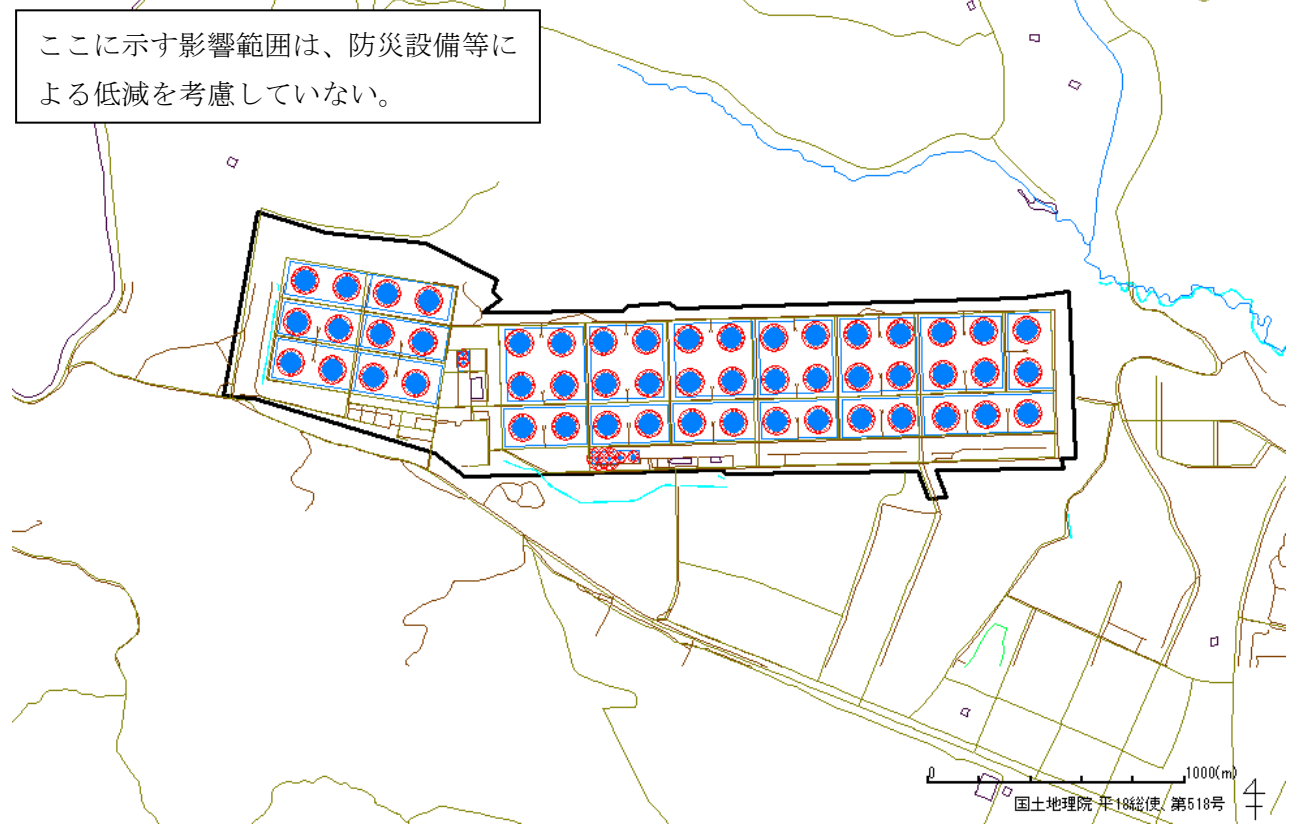 ここに示す影響範囲は、防災設備等に
よる低減を考慮していない。
0 1000(m)
国土地理院 平18総使、第518号